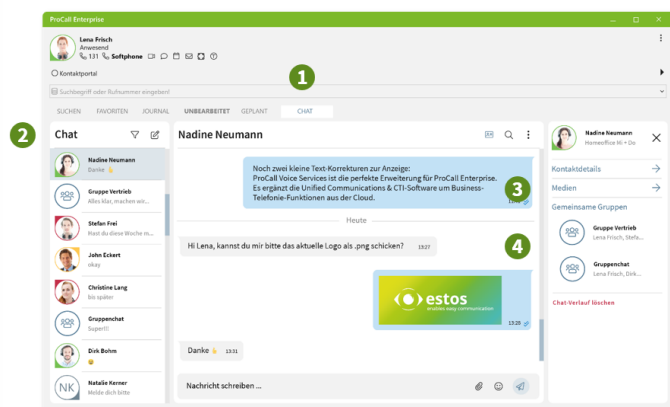 ProCall Enterprise
Lena Frisch
Anwesend
131 Softphone
Kontaktportal
1
Suchbegriff oder Rufnummer eingeben!
SUCHEN FAVORITEN JOURNAL UNBEARBEITET GEPLANT CHAT
2
Chat
Nadine Neumann
Danke
Gruppe Vertrieb
Alles klar, machen wir...
Stefan Frei
Hast du diese Woche m...
John Eckert
okay
Christine Lang
bis später
Gruppenchat
Super!!!
Dirk Bohm
NK
Natalie Kerner
Melde dich bitte
Nadine Neumann
Noch zwei kleine Text-Korrekturen zur Anzeige:
ProCall Voice Services ist die perfekte Erweiterung für ProCall Enterprise.
Es ergänzt die Unified Communications & CTI-Software um Business-
Telefonie-Funktionen aus der Cloud.
3
Heute
Hi Lena, kannst du mir bitte das aktuelle Logo als .png schicken? 13:27
4
estos
enables easy communication
13:28
Danke 13:31
Nachricht schreiben ...
Nadine Neumann
Homeoffice Mi + Do
Kontaktdetails
Medien
Gemeinsame Gruppen
Gruppe Vertrieb
Lena Frisch, Stefa...
Gruppenchat
Lena Frisch, Dirk...
Chat-Verlauf löschen